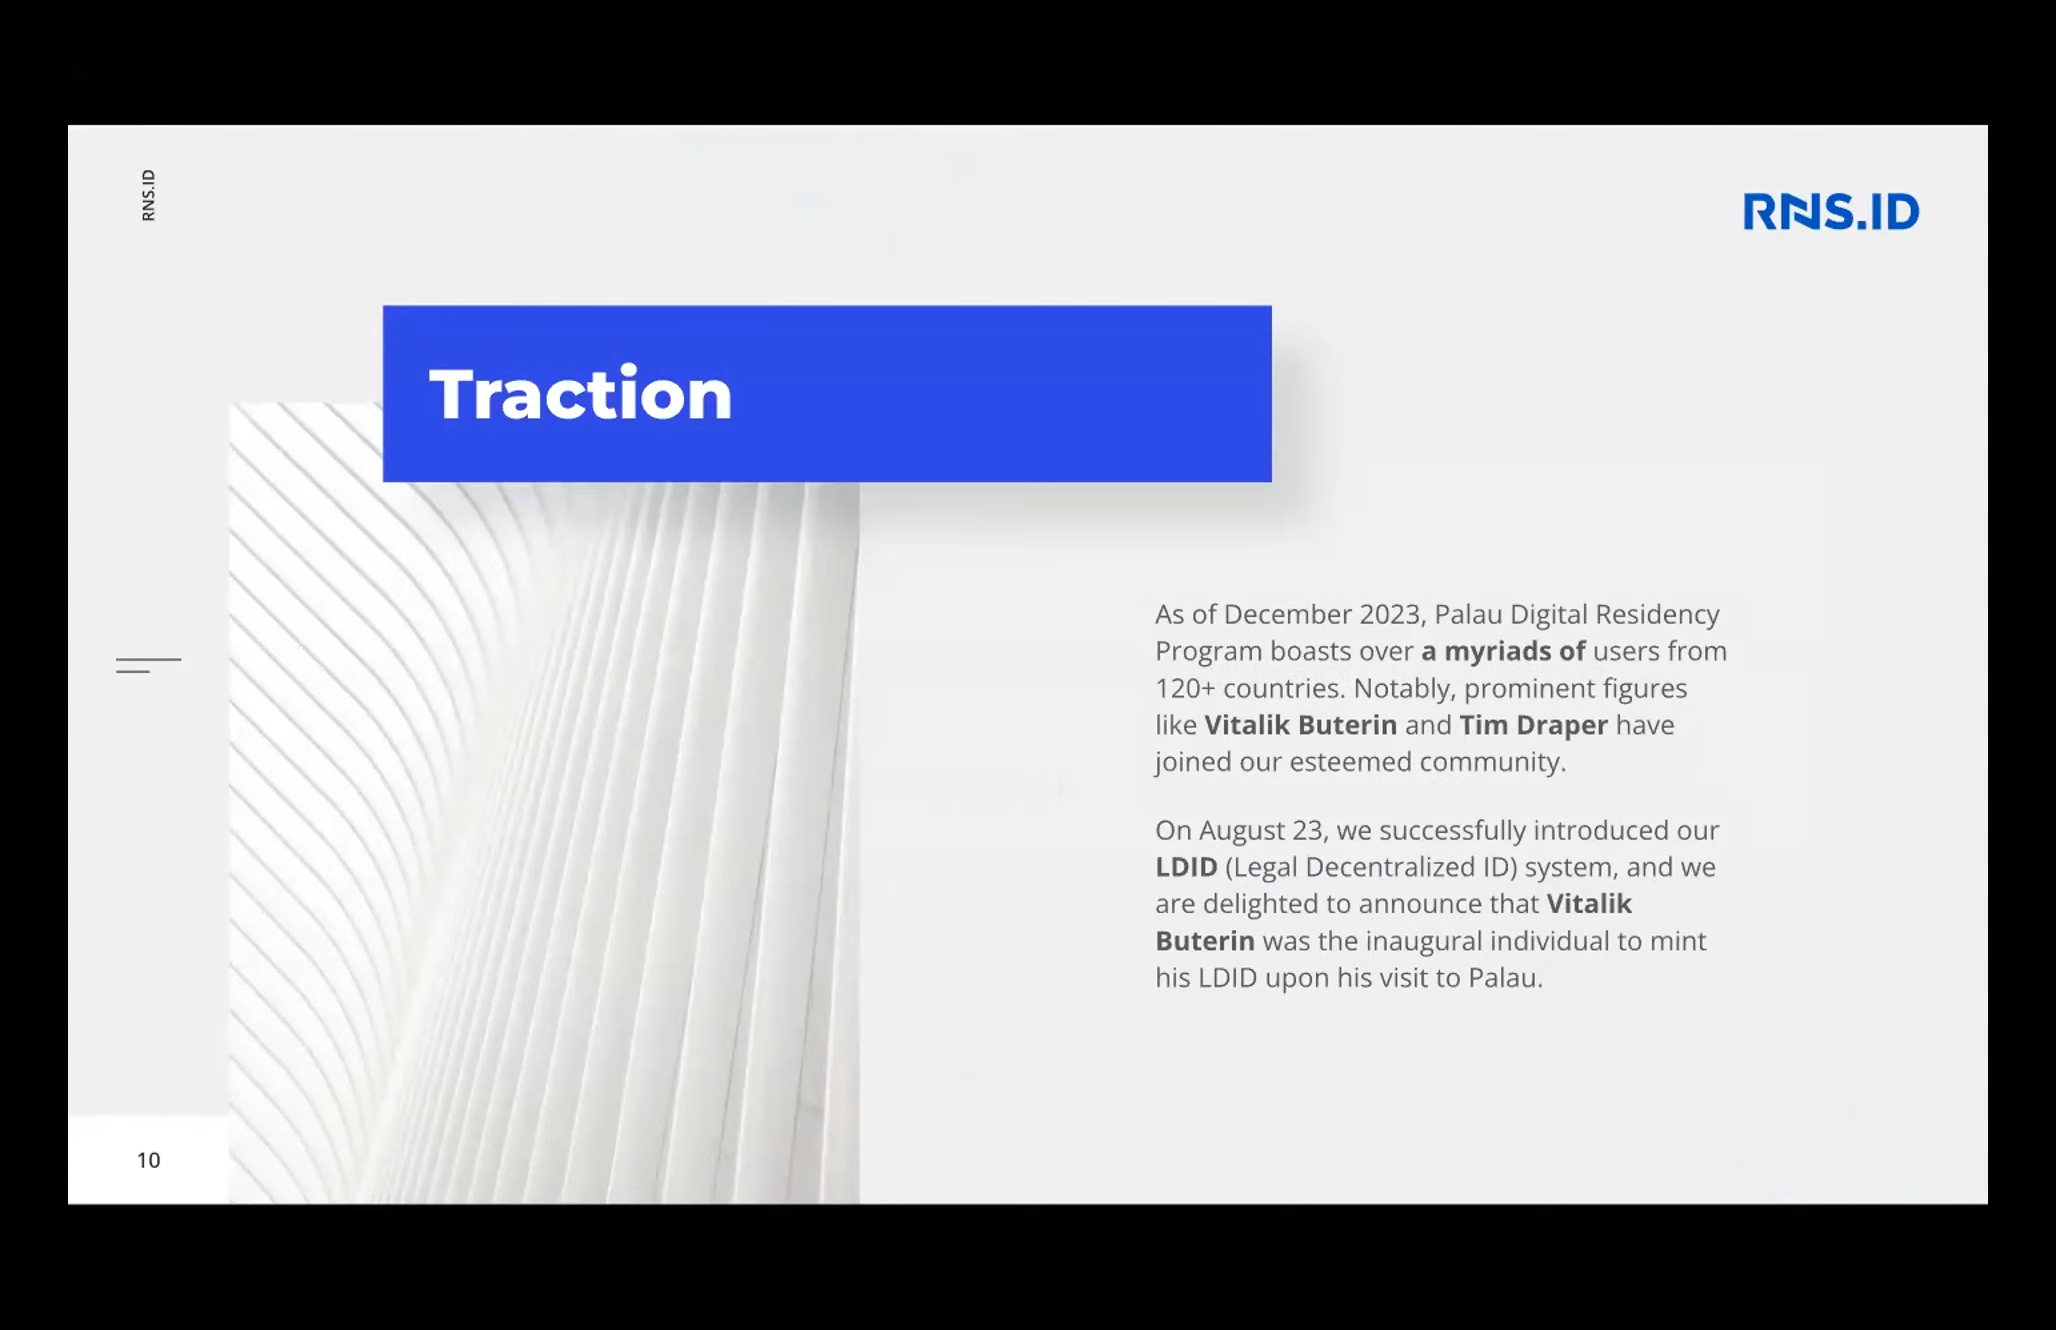 RNS.ID
RNS.ID
Traction
As of December 2023, Palau Digital Residency
Program boasts over a myriads of users from
120+ countries. Notably, prominent figures
like Vitalik Buterin and Tim Draper have
joined our esteemed community.
On August 23, we successfully introduced our
LDID (Legal Decentralized ID) system, and we
are delighted to announce that Vitalik
Buterin was the inaugural individual to mint
his LDID upon his visit to Palau.
10